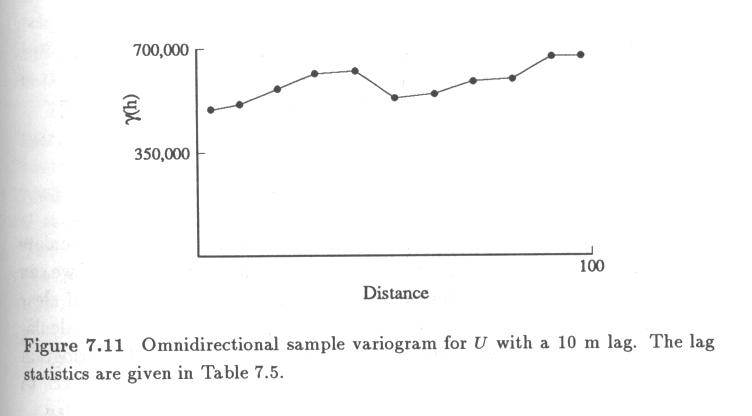 700,000
γ(h)
350,000
100
Distance
Figure 7.11 Omnidirectional sample variogram for U with a 10 m lag. The lag
statistics are given in Table 7.5.